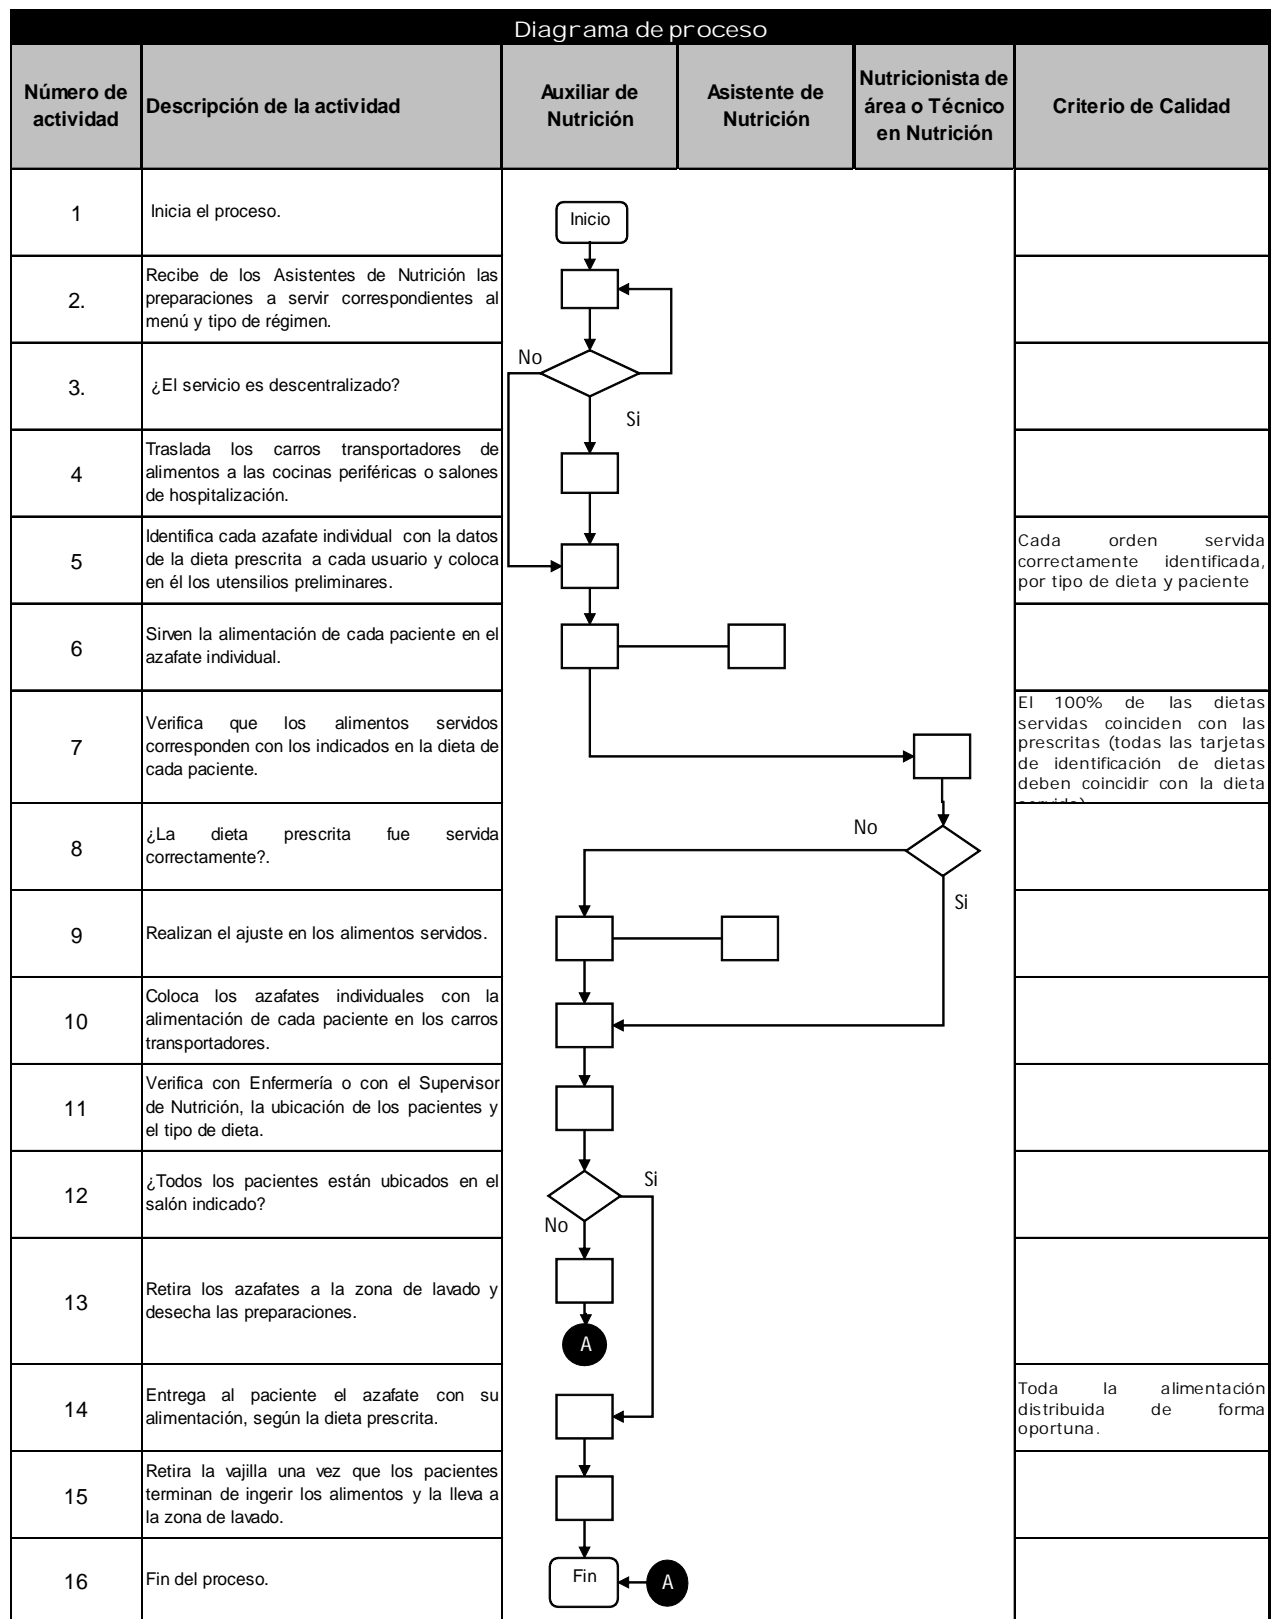 Diagrama de proceso
Número de
actividad
Descripción de la actividad
Auxiliar de
Nutrición
Asistente de
Nutrición
Nutricionista de
área o Técnico
en Nutrición
Criterio de Calidad
1
Inicia el proceso.
Inicio
2.
Recibe de los Asistentes de Nutrición las
preparaciones a servir correspondientes al
menú y tipo de régimen.
3.
¿El servicio es descentralizado?
No
Si
4
Traslada los carros transportadores de
alimentos a las cocinas periféricas o salones
de hospitalización.
5
Identifica cada azafate individual con la datos
de la dieta prescrita a cada usuario y coloca
en él los utensilios preliminares.
Cada orden servida
correctamente identificada,
por tipo de dieta y paciente
6
Sirven la alimentación de cada paciente en el
azafate individual.
7
Verifica que los alimentos servidos
corresponden con los indicados en la dieta de
cada paciente.
El 100% de las dietas
servidas coinciden con las
prescritas (todas las tarjetas
de identificación de dietas
deben coincidir con la dieta
8
¿La dieta prescrita fue servida
correctamente?.
No
Si
9
Realizan el ajuste en los alimentos servidos.
10
Coloca los azafates individuales con la
alimentación de cada paciente en los carros
transportadores.
11
Verifica con Enfermería o con el Supervisor
de Nutrición, la ubicación de los pacientes y
el tipo de dieta.
12
¿Todos los pacientes están ubicados en el
salón indicado?
Si
No
13
Retira los azafates a la zona de lavado y
desecha las preparaciones.
A
14
Entrega al paciente el azafate con su
alimentación, según la dieta prescrita.
Toda la alimentación
distribuida de forma
oportuna.
15
Retira la vajilla una vez que los pacientes
terminan de ingerir los alimentos y la lleva a
la zona de lavado.
16
Fin del proceso.
Fin
A